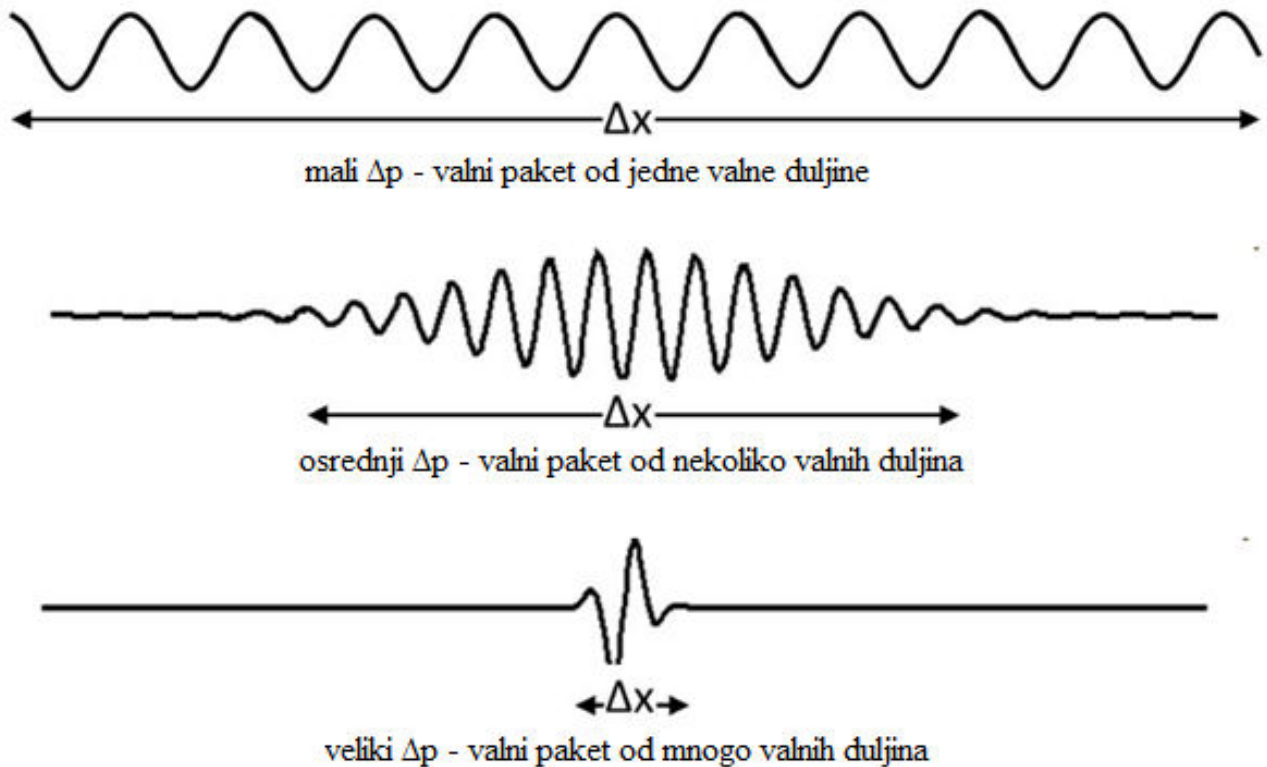 Δx
mali Δp - valni paket od jedne valne duljine
Δx
osrednji Δp - valni paket od nekoliko valnih duljina
Δx
veliki Δp - valni paket od mnogo valnih duljina